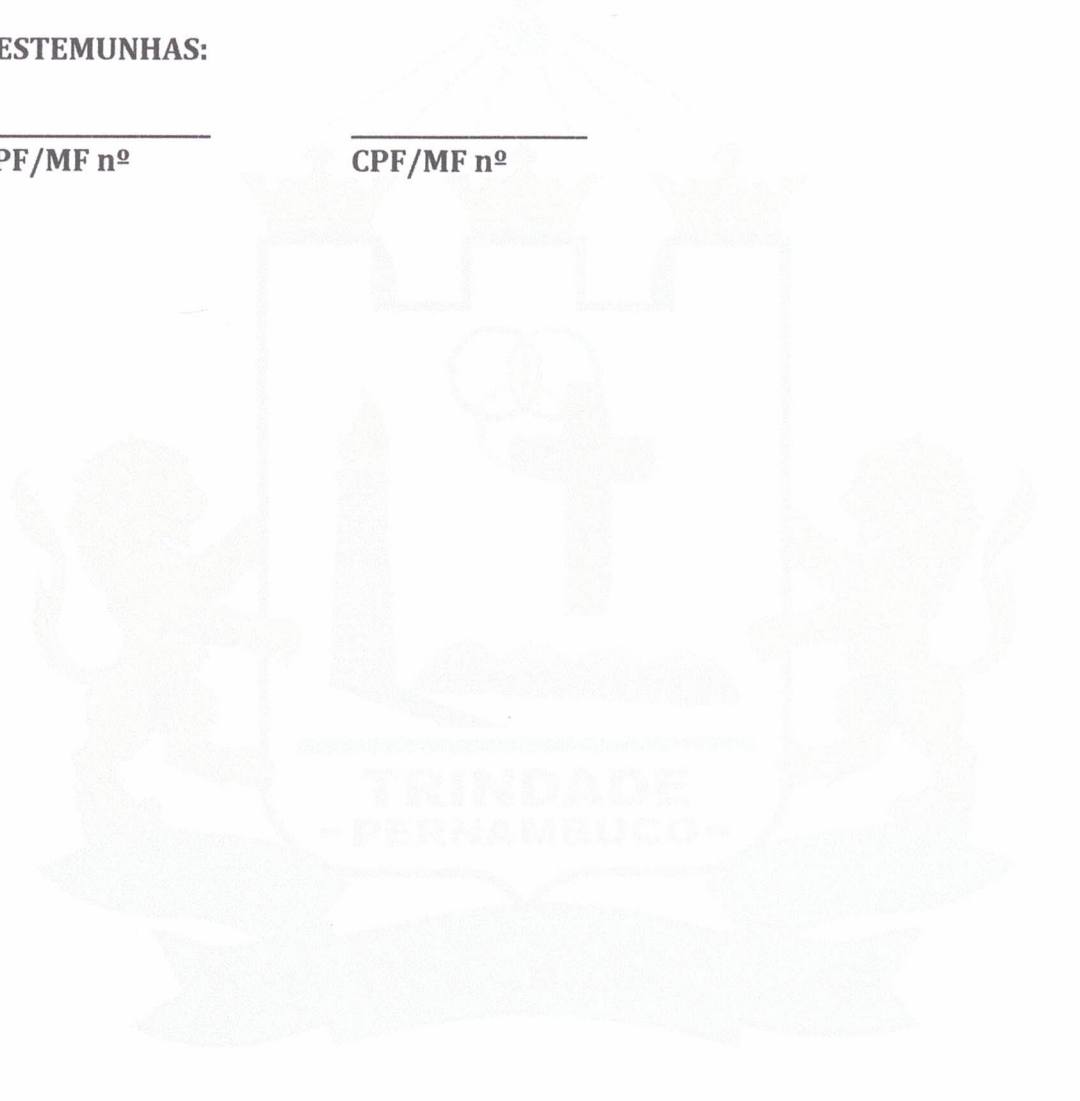 ESTEMUNHAS:
PF/MF nº CPF/MF nº
TRINDADE
- PERNAMBUCO -